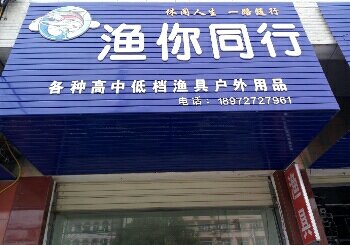 休闲人生 一路随行
渔你同行
各种高中低档渔具户外用品
电话：18972727961